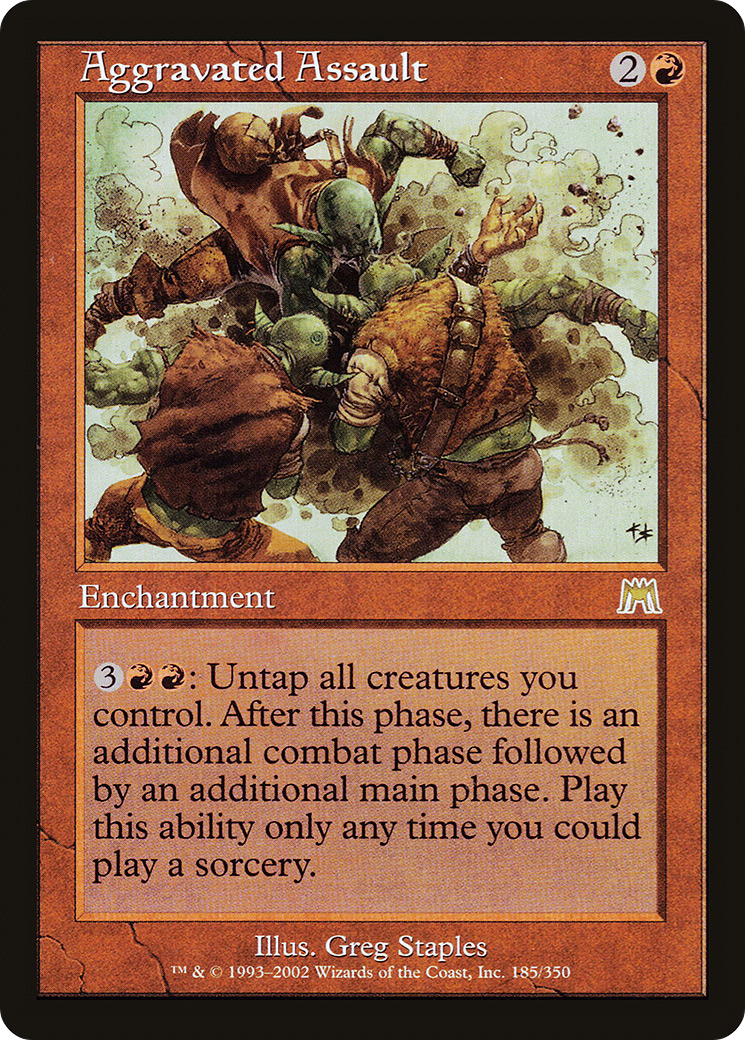 Aggravated Assault 2
Enchantment
3: Untap all creatures you
control. After this phase, there is an
additional combat phase followed
by an additional main phase. Play
this ability only any time you could
play a sorcery.
Illus. Greg Staples
™ & © 1993–2002 Wizards of the Coast, Inc. 185/350